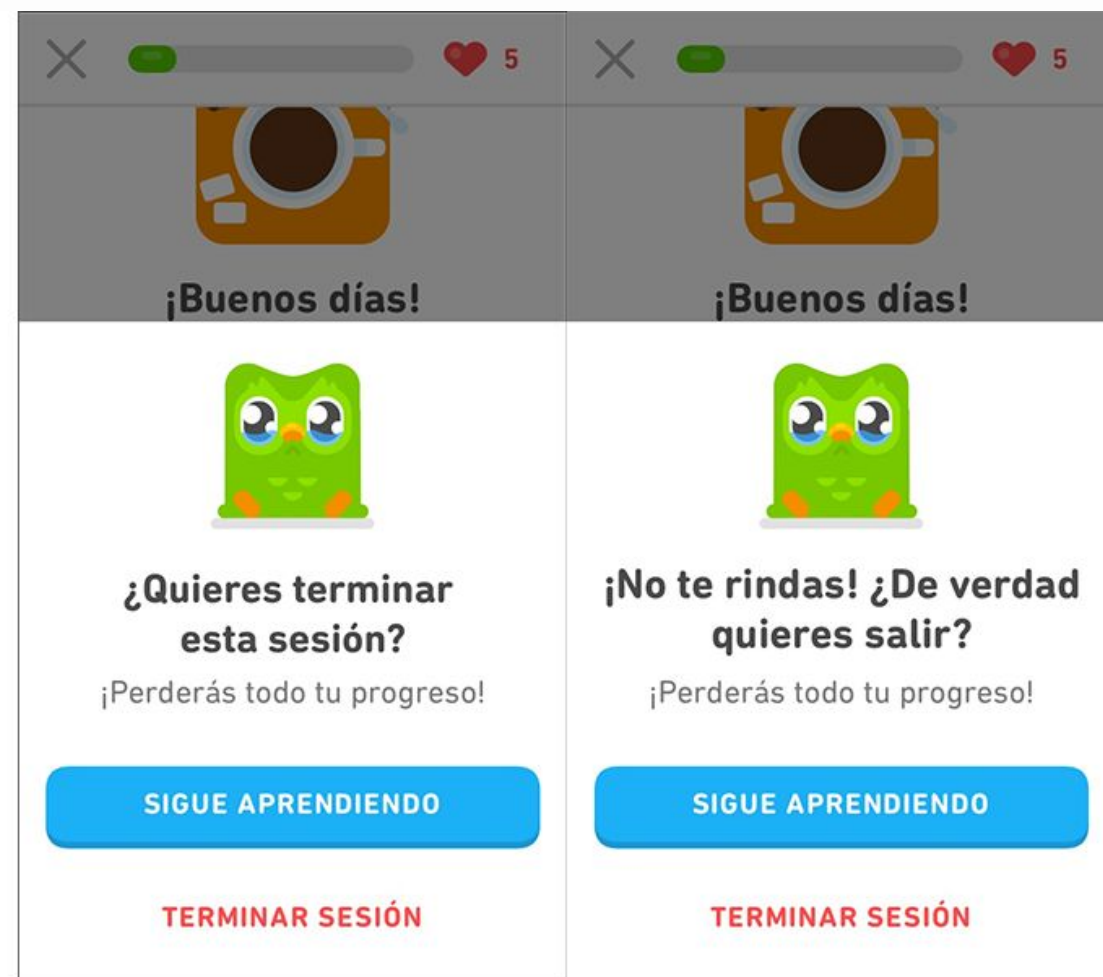 5
¡Buenos días!
¿Quieres terminar
esta sesión?
¡Perderás todo tu progreso!
SIGUE APRENDIENDO
TERMINAR SESIÓN
5
¡Buenos días!
¡No te rindas! ¿De verdad
quieres salir?
¡Perderás todo tu progreso!
SIGUE APRENDIENDO
TERMINAR SESIÓN